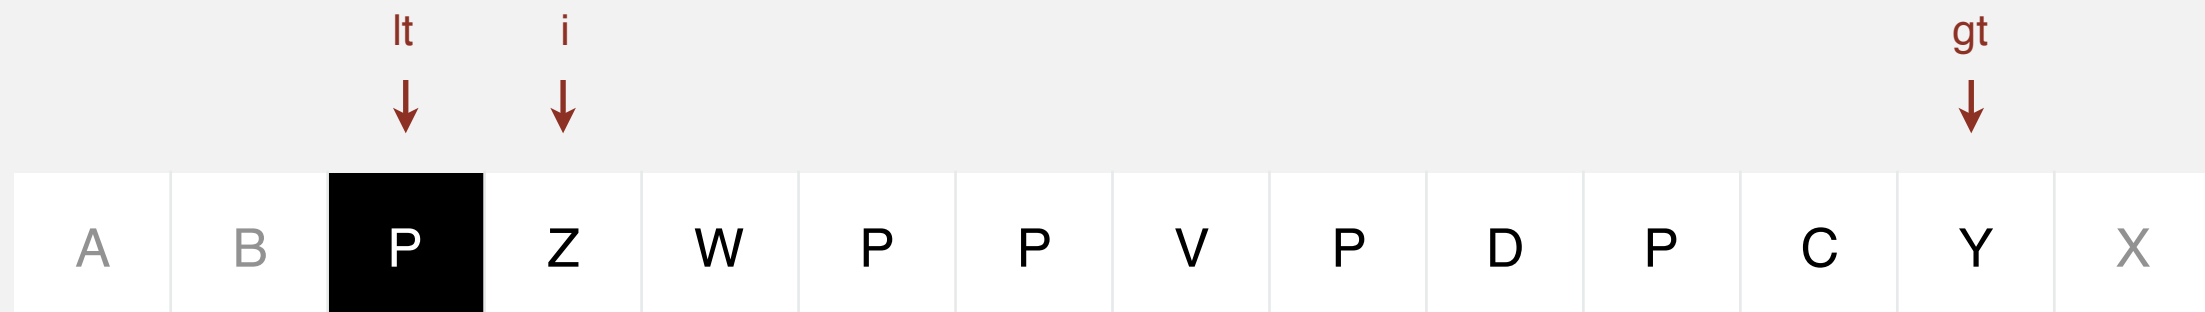 lt i gt
A B P Z W P P V P D P C Y X